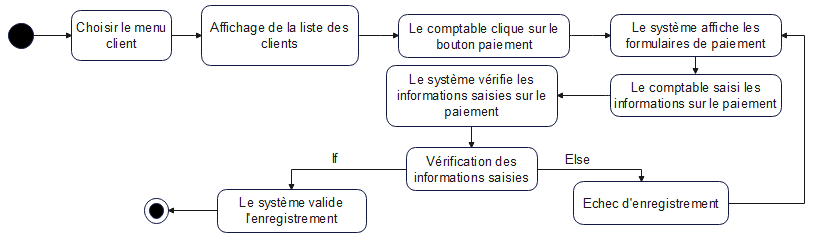 Choisir le menu
client
Affichage de la liste des
clients
Le comptable clique sur le
bouton paiement
Le système affiche les
formulaires de paiement
Le comptable saisi les
informations sur le paiement
Le système vérifie les
informations saisies sur le
paiement
Vérification des
informations saisies
If
Else
Le système valide
l'enregistrement
Echec d'enregistrement